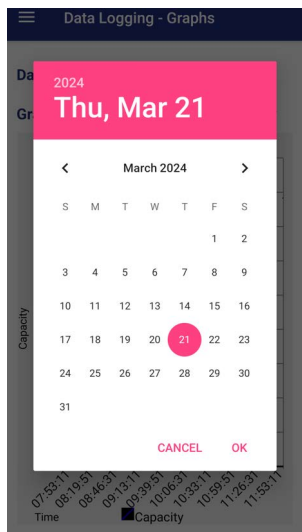 Data Logging - Graphs
Da
Gr
2024
Thu, Mar 21
March 2024
S M T W T F S
1 2
3 4 5 6 7 8 9
10 11 12 13 14 15 16
17 18 19 20 21 22 23
24 25 26 27 28 29 30
31
CANCEL OK
Capacity
07:53:11 08:19:51 08:46:31 09:13:11 09:39:51 10:06:31 10:33:11 10:59:51 11:26:31 11:53:11
Time
Capacity